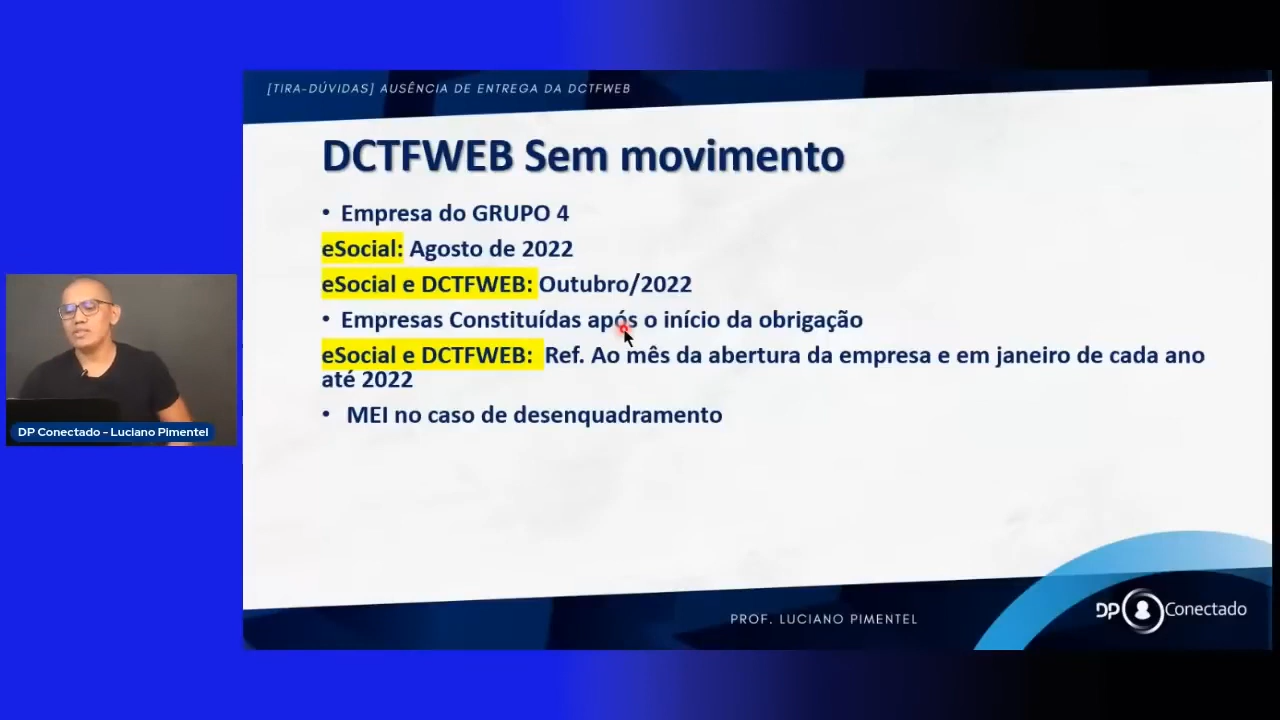 [TIRA-DÚVIDAS] AUSÊNCIA DE ENTREGA DA DCTFWEB
DCTFWEB Sem movimento
• Empresa do GRUPO 4
eSocial: Agosto de 2022
eSocial e DCTFWEB: Outubro/2022
• Empresas Constituídas após o início da obrigação
eSocial e DCTFWEB: Ref. Ao mês da abertura da empresa e em janeiro de cada ano
até 2022
• MEI no caso de desenquadramento
DP Conectado – Luciano Pimentel
PROF. LUCIANO PIMENTEL
DP Conectado